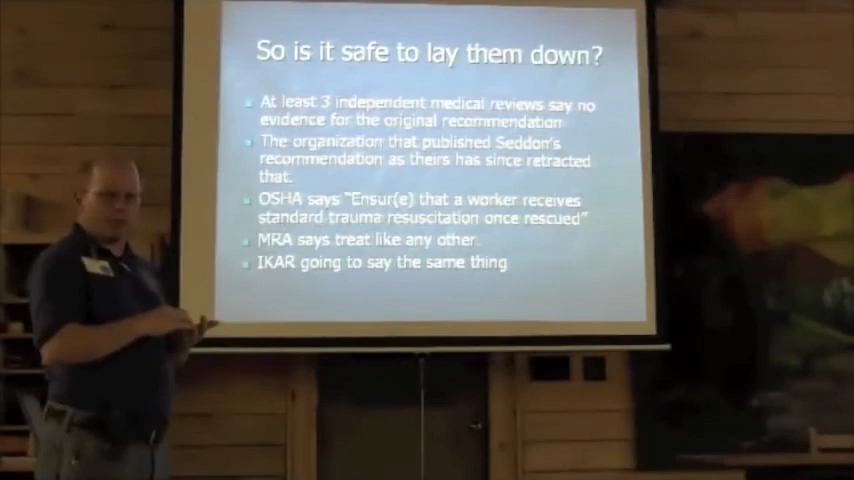 So is it safe to lay them down?
At least 3 independent medical reviews say no
evidence for the original recommendation
The organization that published Seddon's
recommendation as theirs has since retracted
that.
OSHA says "Ensur(e) that a worker receives
standard trauma resuscitation once rescued"
MRA says treat like any other.
IKAR going to say the same thing